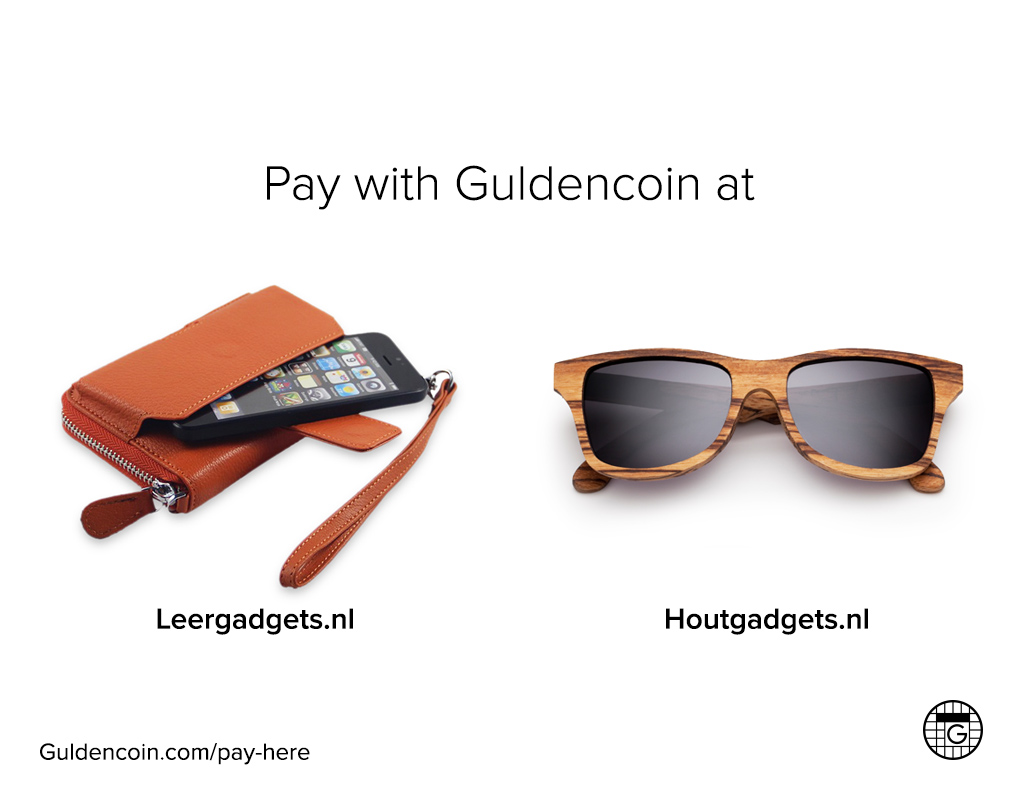 Pay with Guldencoin at
Leergadgets.nl
Houtgadgets.nl
Guldencoin.com/pay-here
G